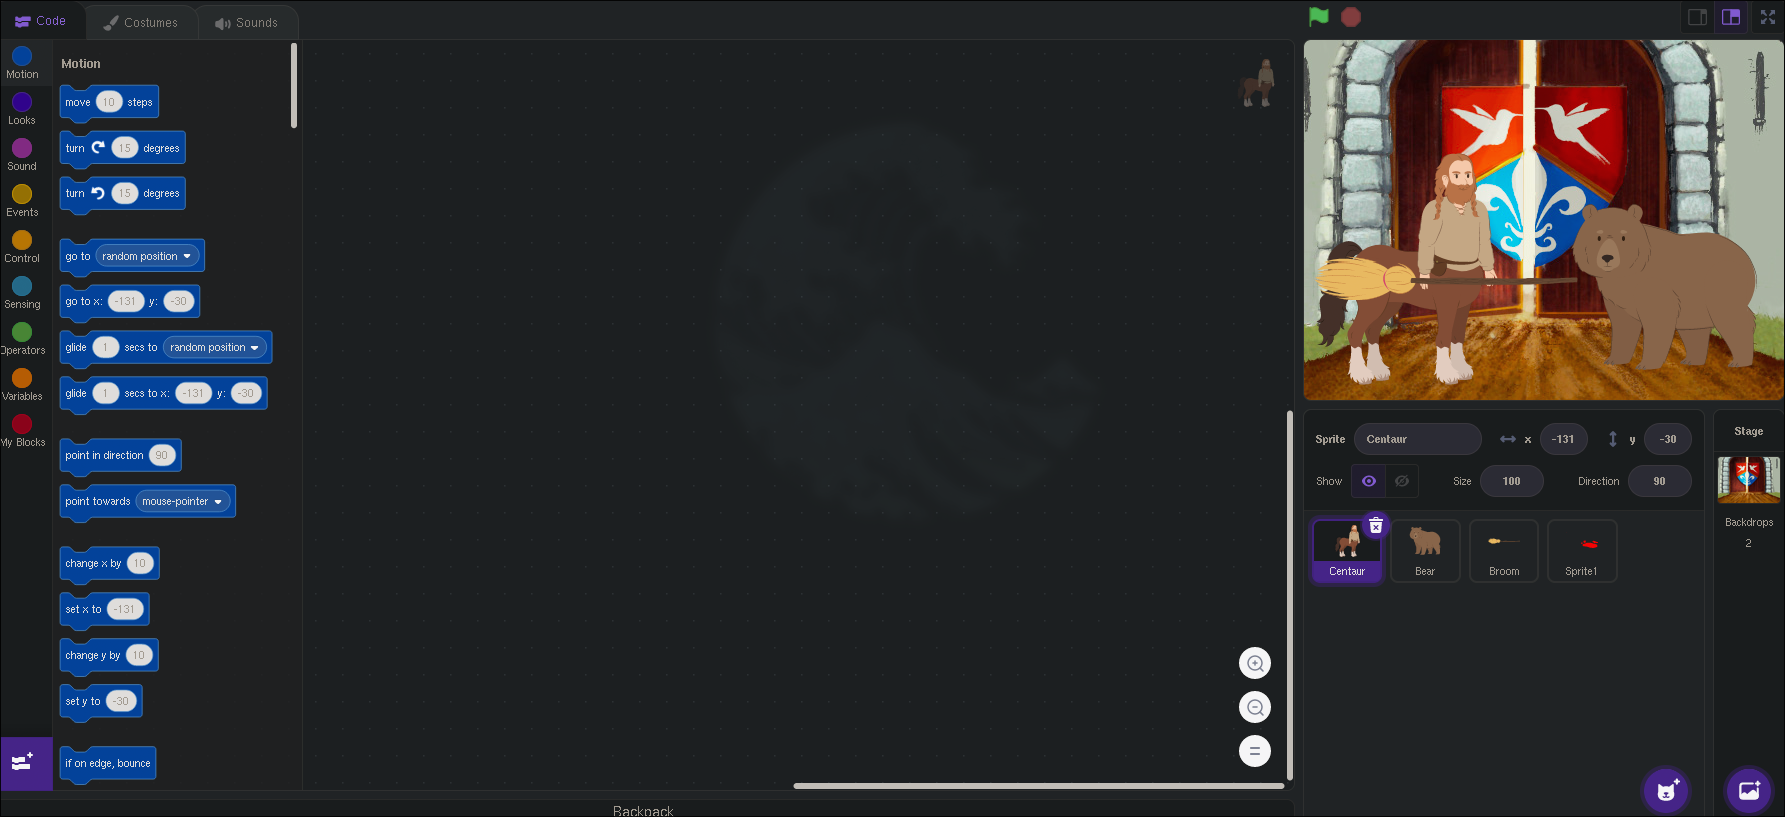 Code
Costumes
Sounds
Motion
Looks
Sound
Events
Control
Sensing
Operators
Variables
My Blocks
Motion
move 10 steps
turn 15 degrees
turn 15 degrees
go to random position
go to x: -131 y: -30
glide 1 secs to random position
glide 1 secs to x: -131 y: -30
point in direction 90
point towards mouse-pointer
change x by 10
set x to -131
change y by 10
set y to -30
if on edge, bounce
Backpack
Sprite Centaur x -131 y -30
Show Size 100 Direction 90
Centaur
Bear
Broom
Sprite1
Stage
Backdrops
2